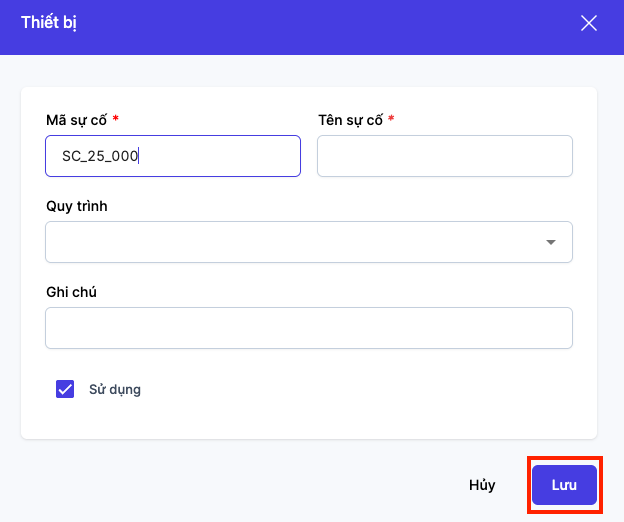 Thiết bị
Mã sự cố *
Tên sự cố *
SC_25_000
Quy trình
Ghi chú
Sử dụng
Hủy
Lưu